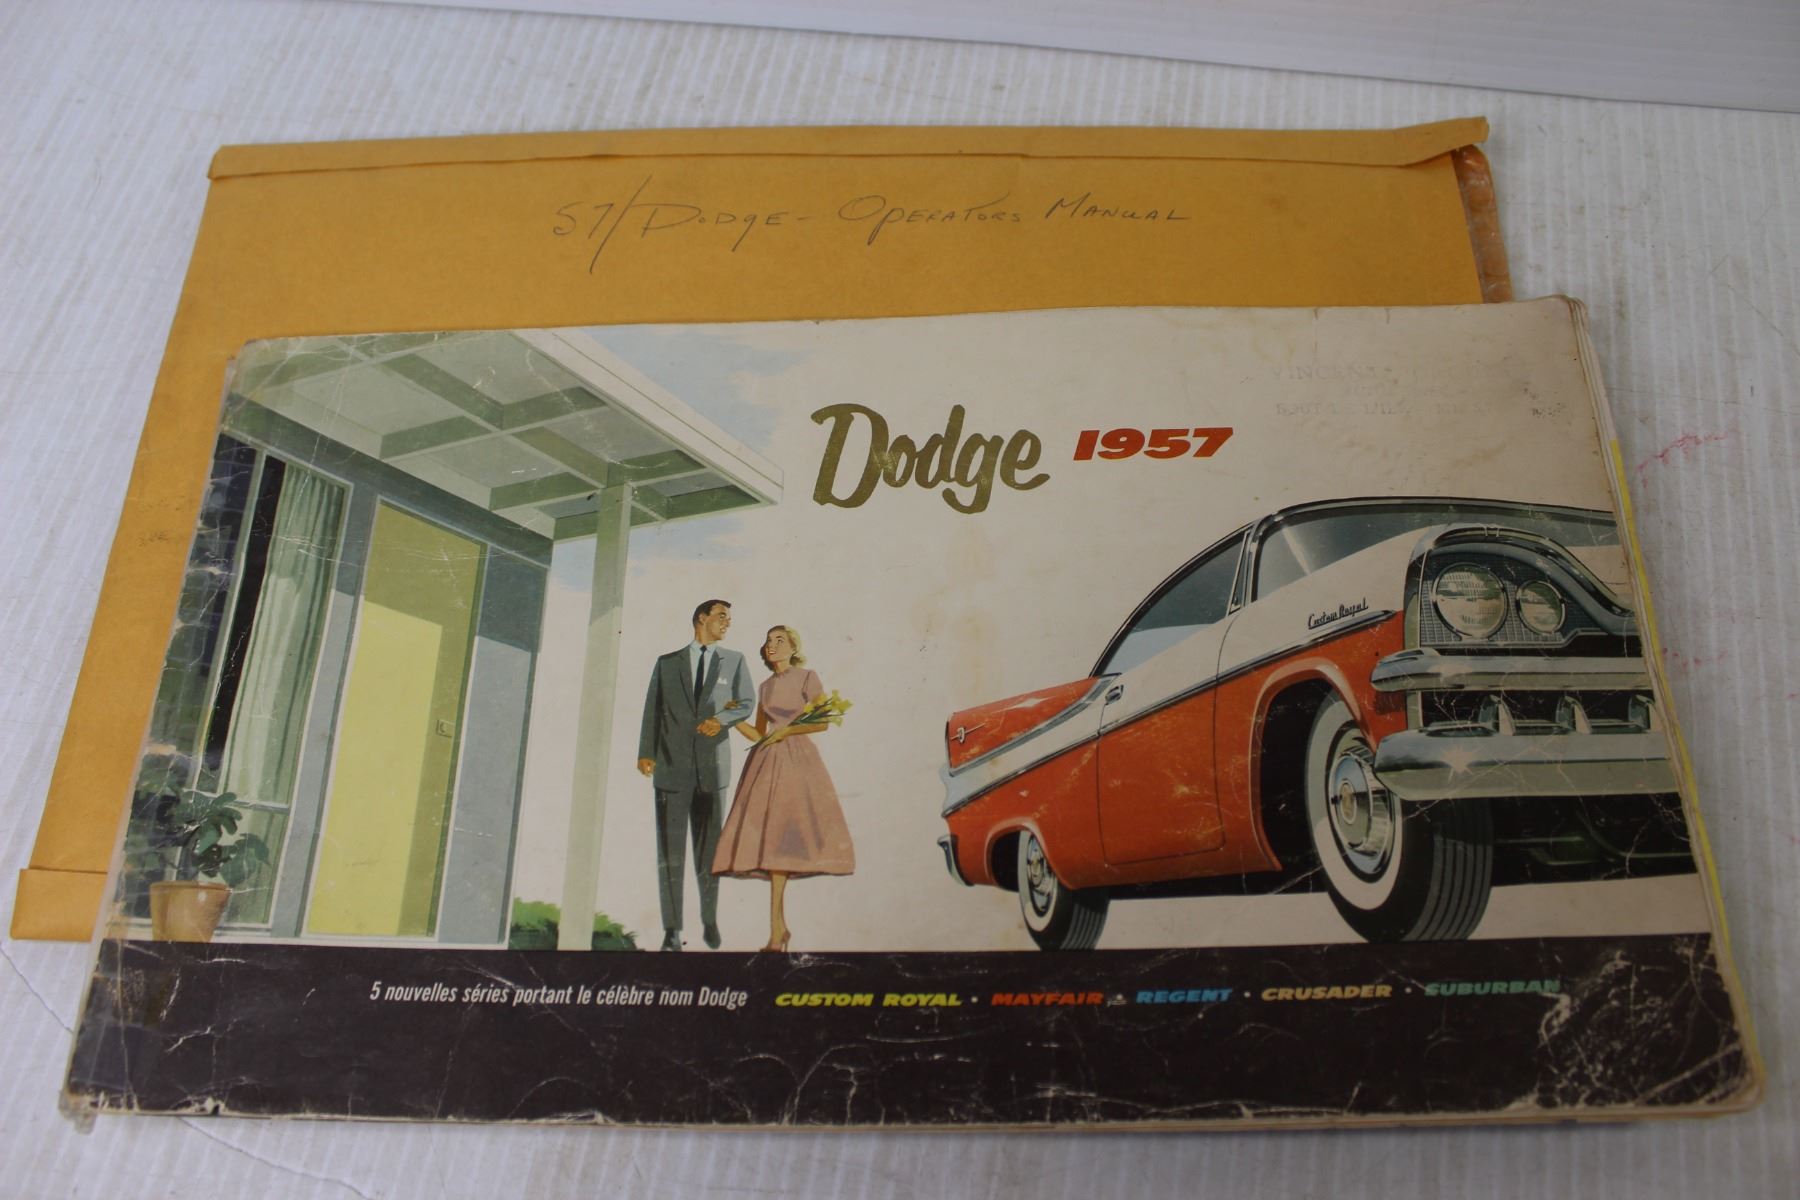 57/DODGE - OPERATORS MANUAL
VINCENT
Dodge 1957
Custom Royal
5 nouvelles séries portant le célèbre nom Dodge CUSTOM ROYAL • MAYFAIR • REGENT • CRUSADER • SUBURBAN